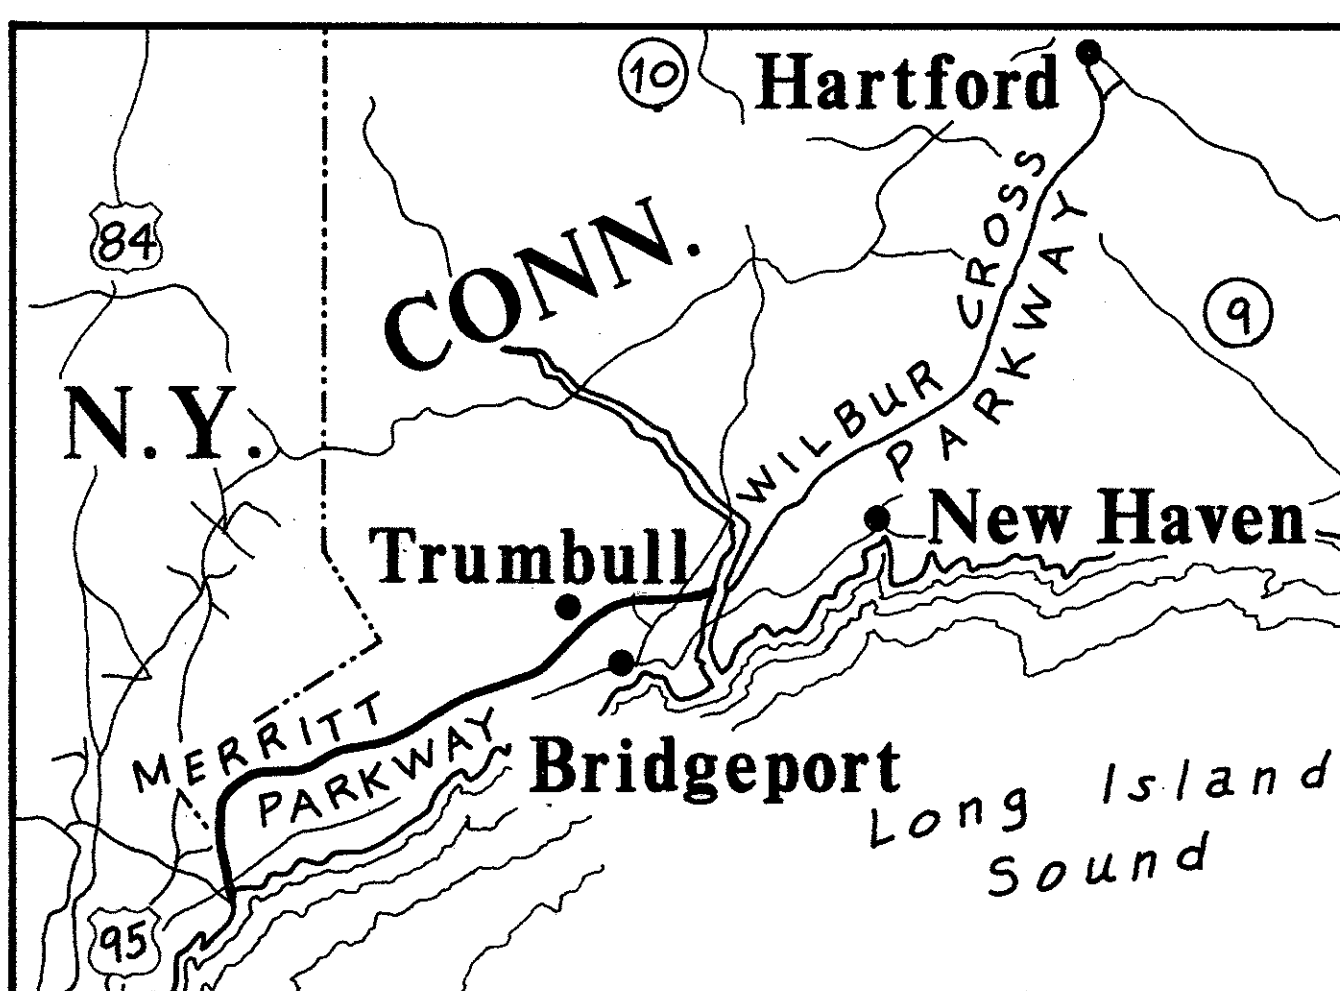 10
Hartford
84
CONN.
WILBUR CROSS
PARKWAY
9
N.Y.
New Haven
Trumbull
MERRITT
PARKWAY
Bridgeport
Long Island
Sound
95